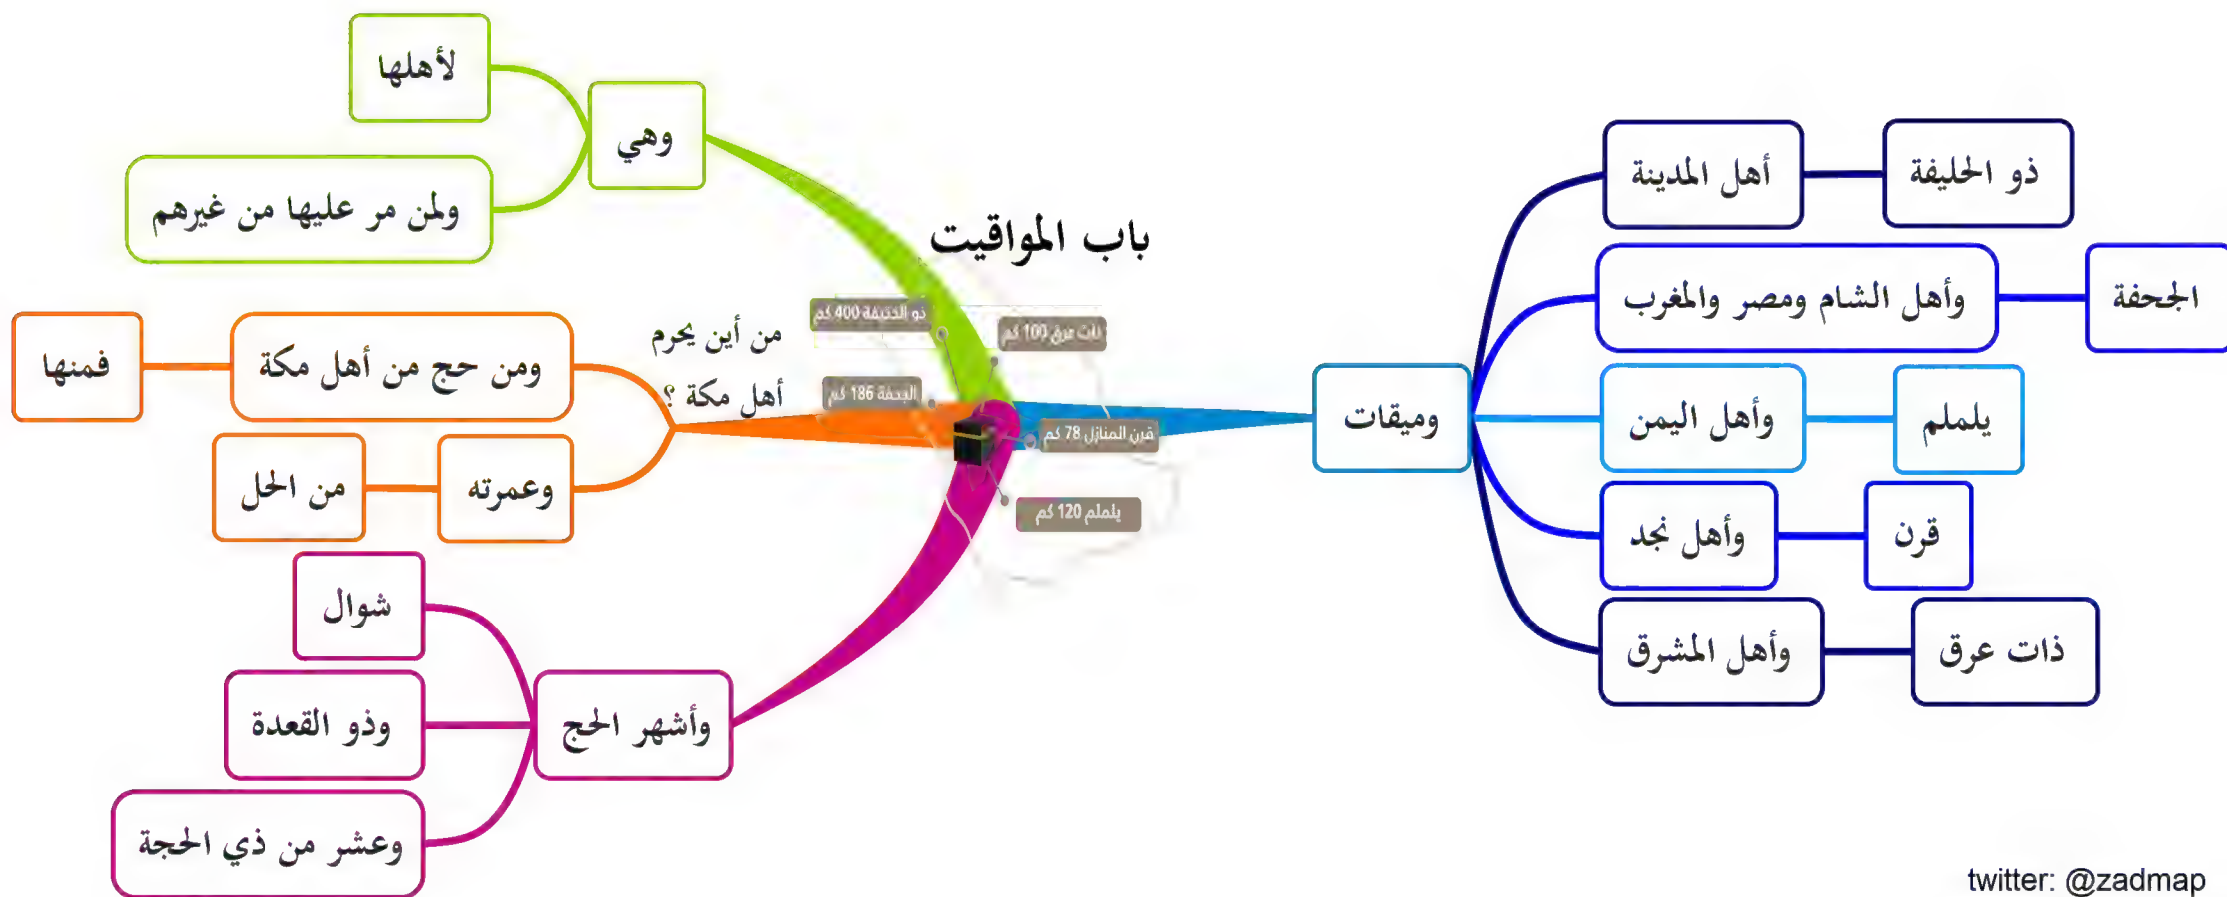 باب المواقيت
وميقات
أهل المدينة
ذو الحليفة
وأهل الشام ومصر والمغرب
الجحفة
وأهل اليمن
يلملم
وأهل نجد
قرن
وأهل المشرق
ذات عرق
وهي
لأهلها
ولمن مر عليها من غيرهم
من أين يحرم
أهل مكة ؟
ومن حج من أهل مكة
فمنها
وعمرته
من الحل
وأشهر الحج
شوال
وذو القعدة
وعشر من ذي الحجة
ذو الحليفة 400 كم
ذات عرق 100 كم
الجحفة 186 كم
قرن المنازل 78 كم
يلملم 120 كم
twitter: @zadmap